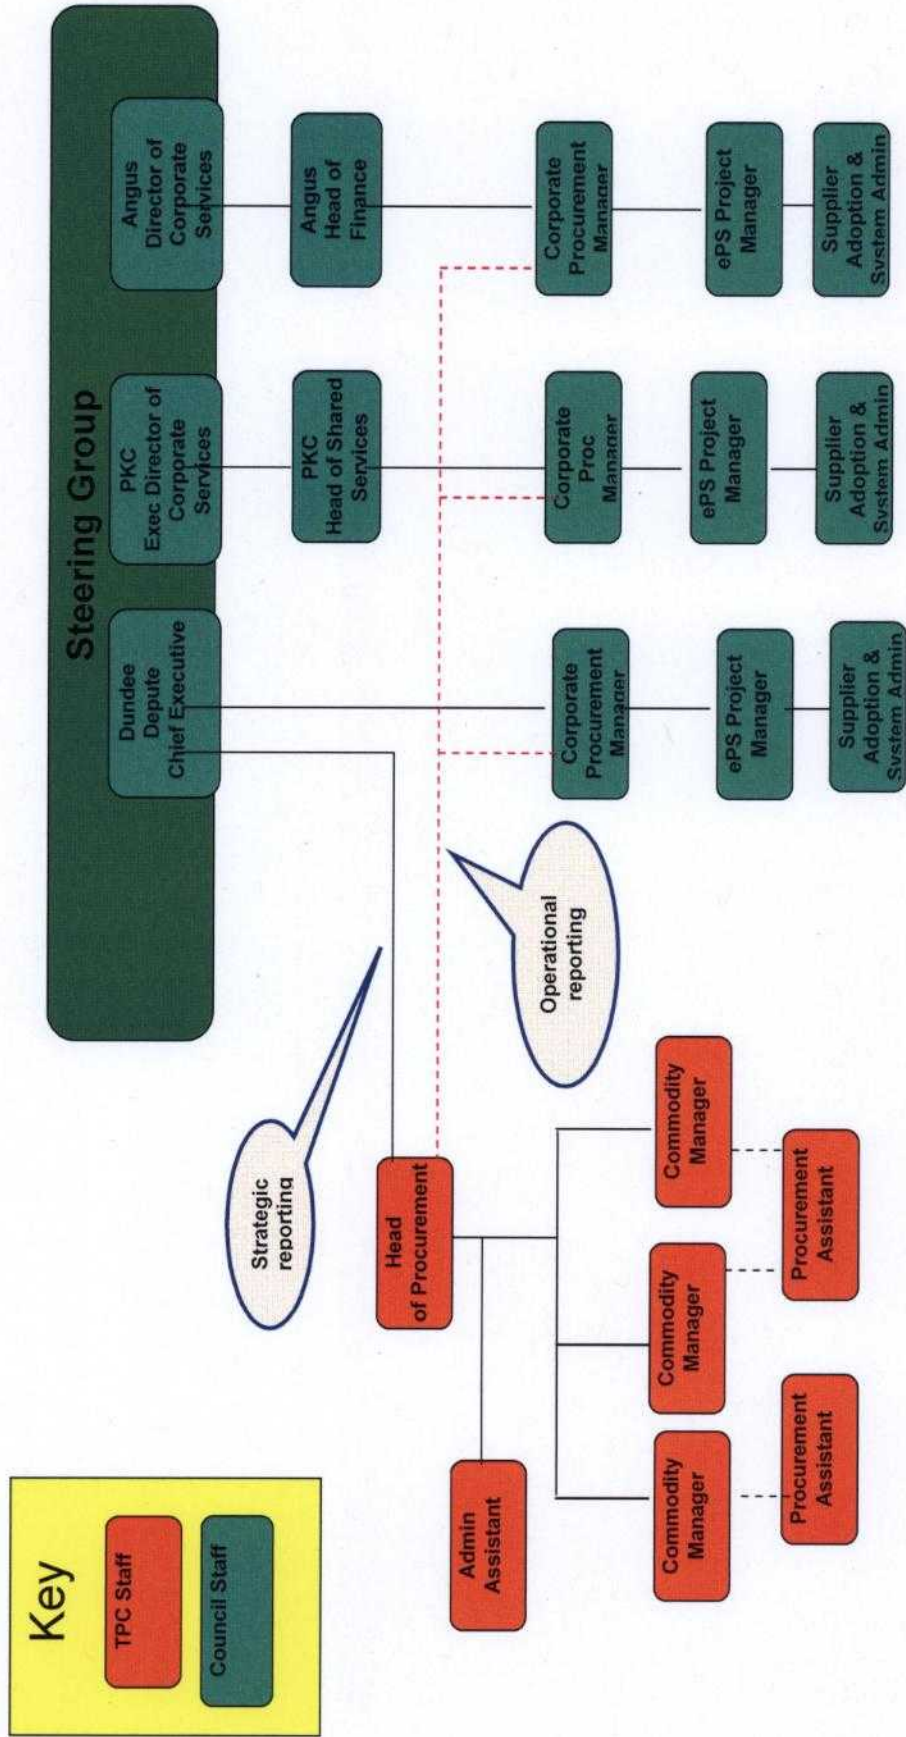 Key
TPC Staff
Council Staff
Steering Group
Dundee
Depute
Chief Executive
PKC
Exec Director of
Corporate
Services
Angus
Director of
Corporate
Services
PKC
Head of Shared
Services
Angus
Head of
Finance
Strategic
reporting
Head
of Procurement
Operational
reporting
Admin
Assistant
Commodity
Manager
Commodity
Manager
Commodity
Manager
Procurement
Assistant
Procurement
Assistant
Corporate
Procurement
Manager
Corporate
Proc
Manager
Corporate
Procurement
Manager
ePS Project
Manager
ePS Project
Manager
ePS Project
Manager
Supplier
Adoption &
System Admin
Supplier
Adoption &
System Admin
Supplier
Adoption &
System Admin